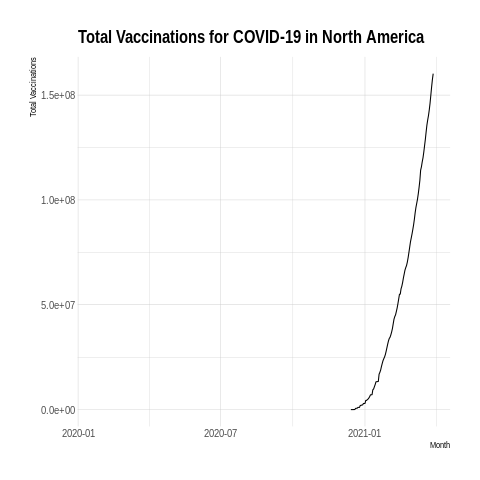 Total Vaccinations for COVID-19 in North America
Total Vaccinations
1.5e+08
1.0e+08
5.0e+07
0.0e+00
2020-01
2020-07
2021-01
Month